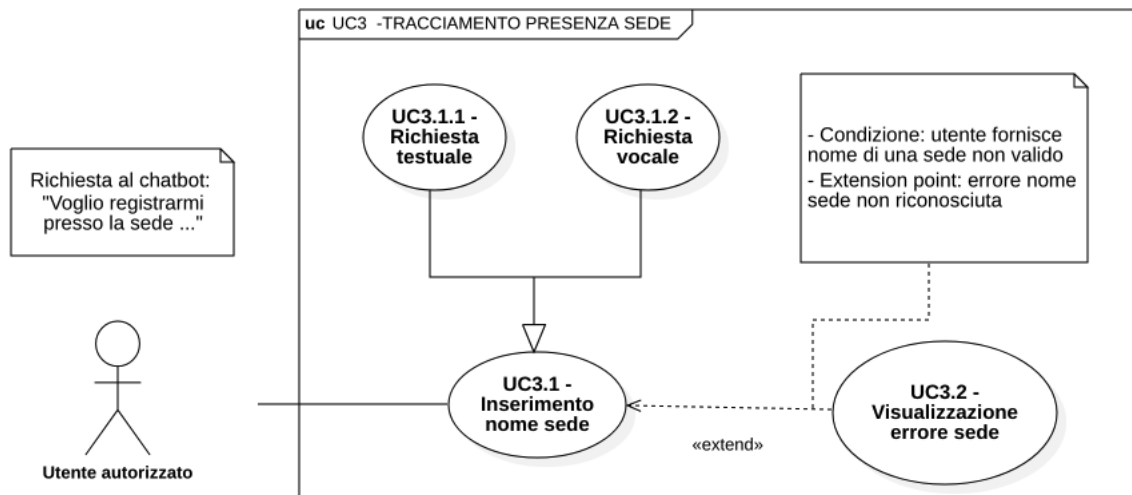 uc UC3 -TRACCIAMENTO PRESENZA SEDE
UC3.1.1 -
Richiesta
testuale
UC3.1.2 -
Richiesta
vocale
- Condizione: utente fornisce
nome di una sede non valido
- Extension point: errore nome
sede non riconosciuta
Richiesta al chatbot:
"Voglio registrarmi
presso la sede ..."
UC3.1 -
Inserimento
nome sede
UC3.2 -
Visualizzazione
errore sede
«extend»
Utente autorizzato